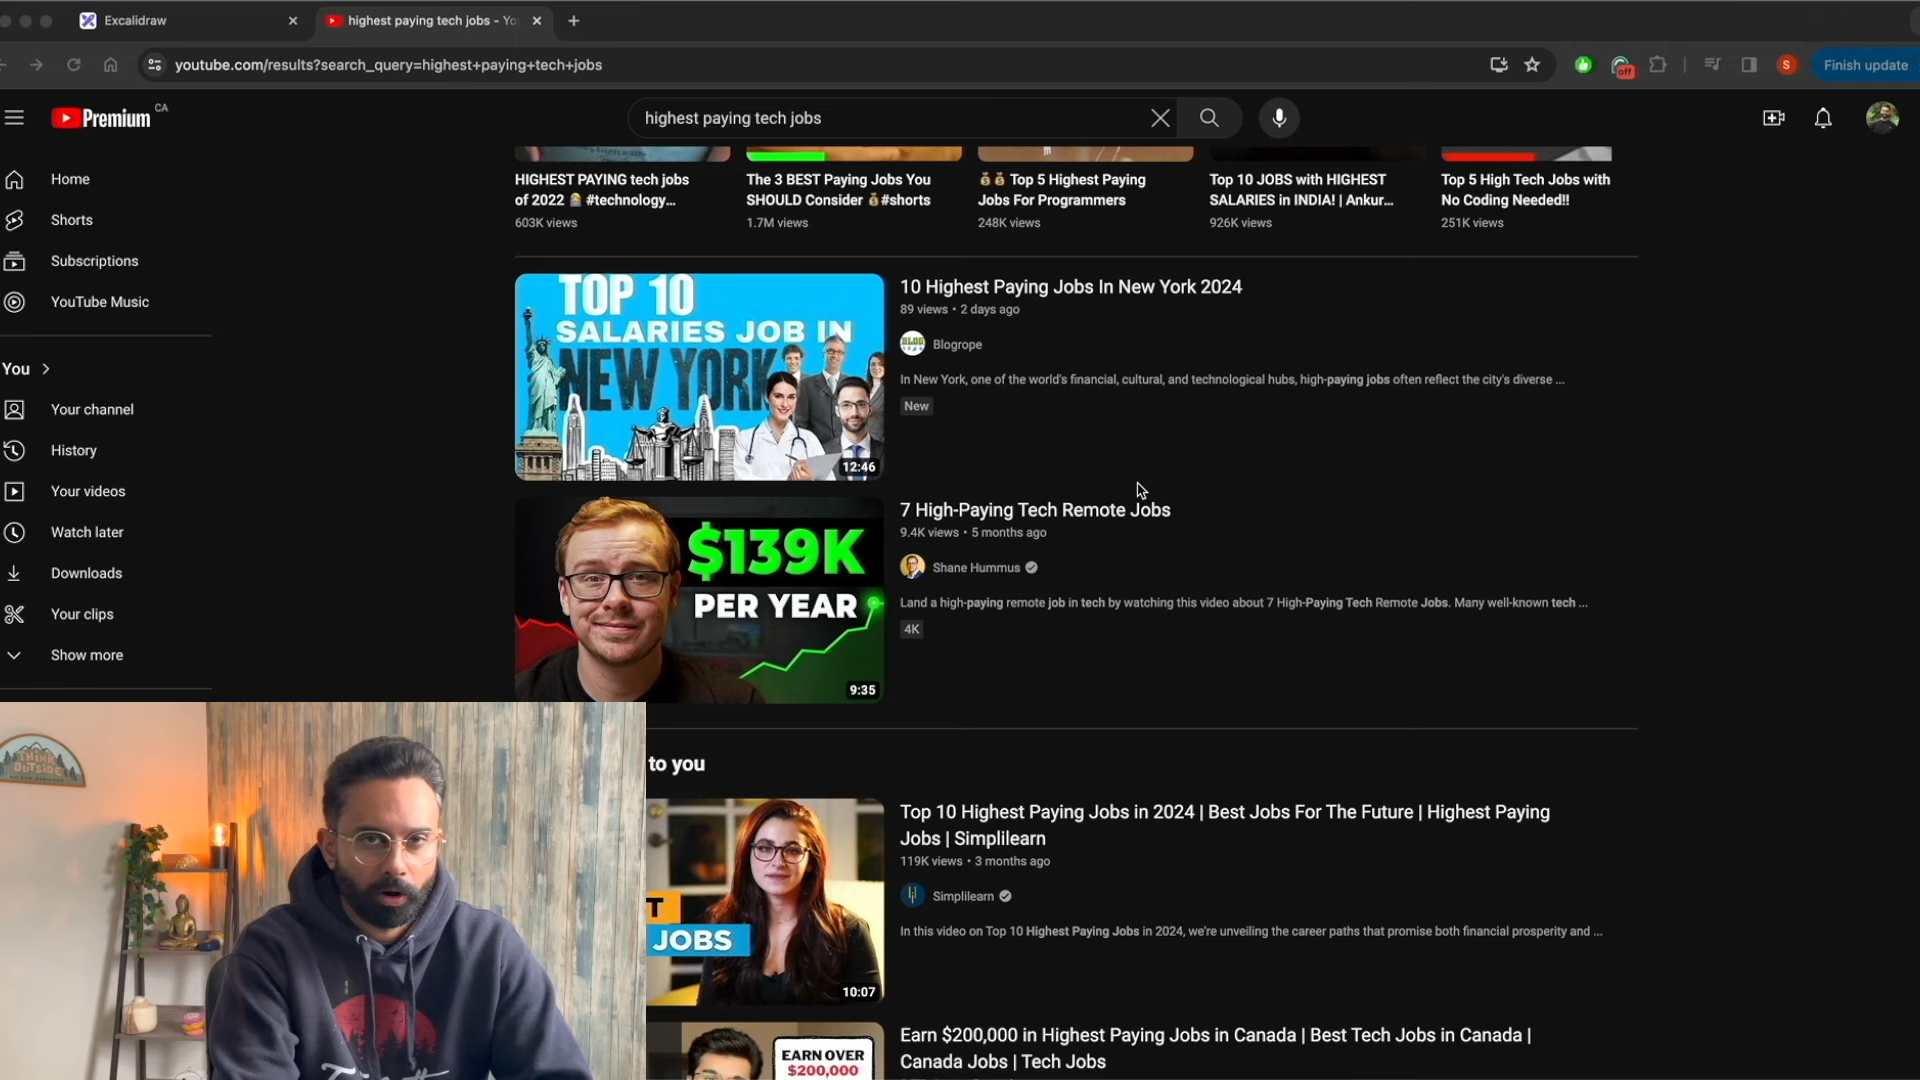 Excalidraw
highest paying tech jobs - Yo
youtube.com/results?search_query=highest+paying+tech+jobs
off
S
Finish update
Premium
CA
highest paying tech jobs
Home
Shorts
Subscriptions
YouTube Music
You
Your channel
History
Your videos
Watch later
Downloads
Your clips
Show more
HIGHEST PAYING tech jobs
of 2022 #technology...
603K views
The 3 BEST Paying Jobs You
SHOULD Consider 💰#shorts
1.7M views
💰💰 Top 5 Highest Paying
Jobs For Programmers
248K views
Top 10 JOBS with HIGHEST
SALARIES in INDIA! | Ankur...
926K views
Top 5 High Tech Jobs with
No Coding Needed!!
251K views
TOP 10
SALARIES JOB IN
NEW YORK
12:46
10 Highest Paying Jobs In New York 2024
89 views • 2 days ago
BLOG
Blogrope
In New York, one of the world's financial, cultural, and technological hubs, high-paying jobs often reflect the city's diverse ...
New
$139K
PER YEAR
9:35
7 High-Paying Tech Remote Jobs
9.4K views • 5 months ago
Shane Hummus
Land a high-paying remote job in tech by watching this video about 7 High-Paying Tech Remote Jobs. Many well-known tech ...
4K
to you
T
JOBS
10:07
Top 10 Highest Paying Jobs in 2024 | Best Jobs For The Future | Highest Paying
Jobs | Simplilearn
119K views • 3 months ago
Simplilearn
In this video on Top 10 Highest Paying Jobs in 2024, we're unveiling the career paths that promise both financial prosperity and ...
EARN OVER
$200,000
Earn $200,000 in Highest Paying Jobs in Canada | Best Tech Jobs in Canada |
Canada Jobs | Tech Jobs
THINK
OUTSIDE